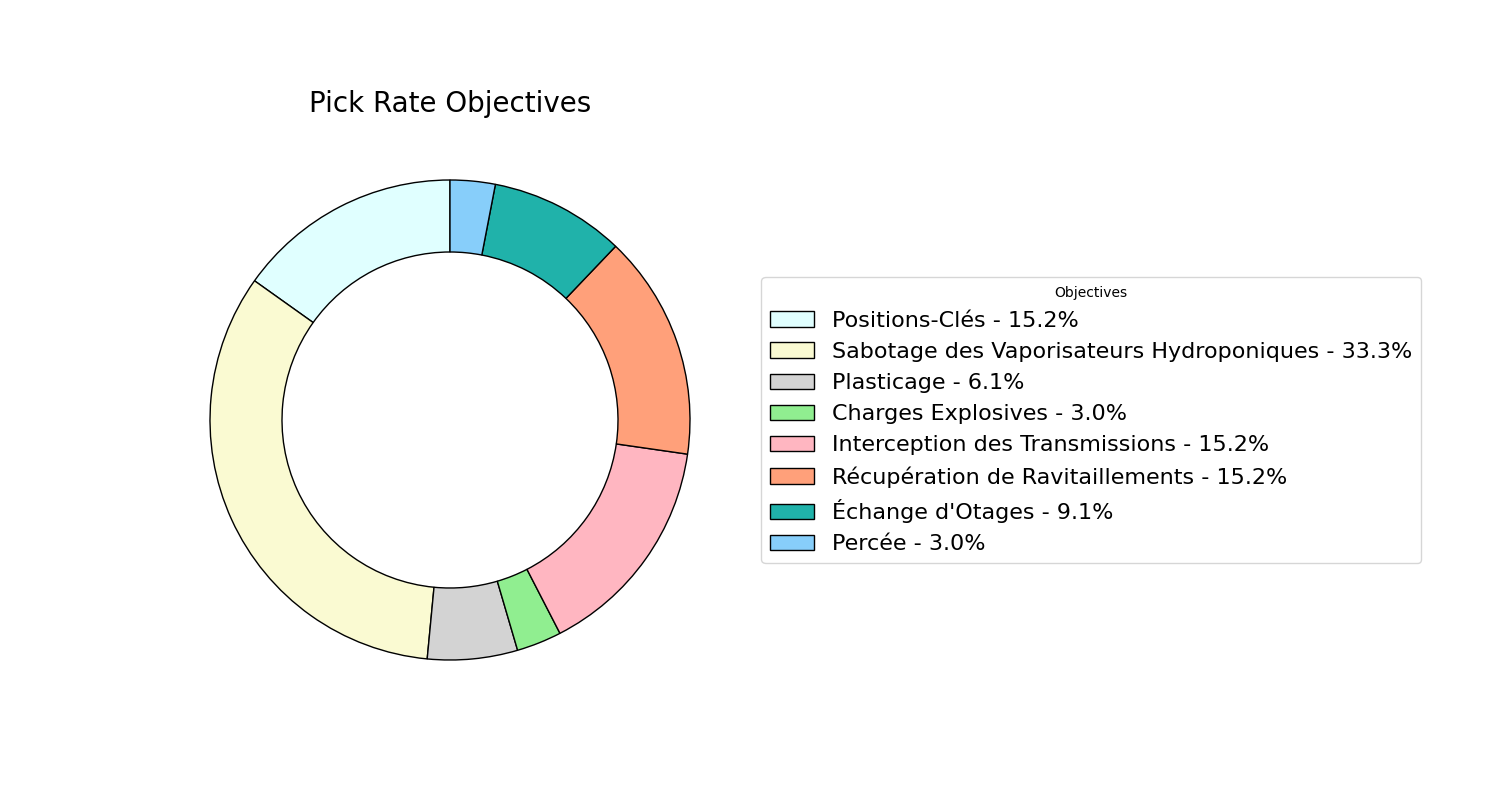 Pick Rate Objectives
Objectives
Positions-Clés - 15.2%
Sabotage des Vaporisateurs Hydroponiques - 33.3%
Plasticage - 6.1%
Charges Explosives - 3.0%
Interception des Transmissions - 15.2%
Récupération de Ravitaillements - 15.2%
Échange d'Otages - 9.1%
Percée - 3.0%